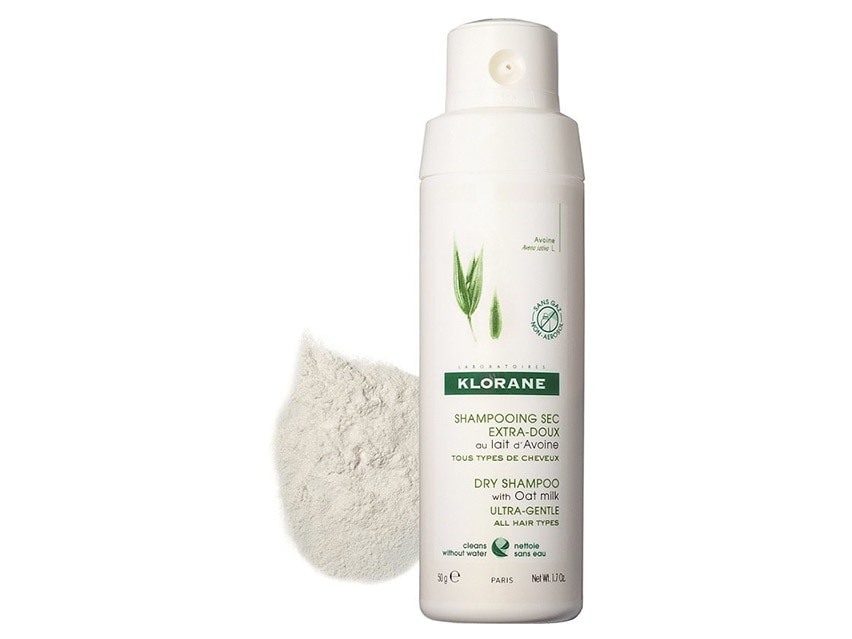 Avoine
Avena sativa L.
SANS GAZ
NON-AEROSOL
LABORATOIRES
KLORANE
SHAMPOOING SEC
EXTRA-DOUX
au lait d'Avoine
TOUS TYPES DE CHEVEUX
DRY SHAMPOO
with Oat milk
ULTRA-GENTLE
ALL HAIR TYPES
cleans nettoie
without water sans eau
50 g ℮ PARIS Net Wt. 1.7 Oz.